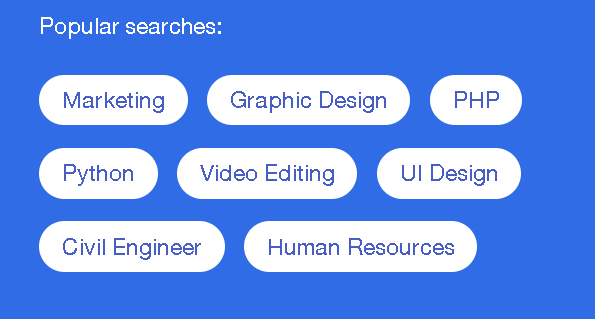 Popular searches:
Marketing Graphic Design PHP
Python Video Editing UI Design
Civil Engineer Human Resources